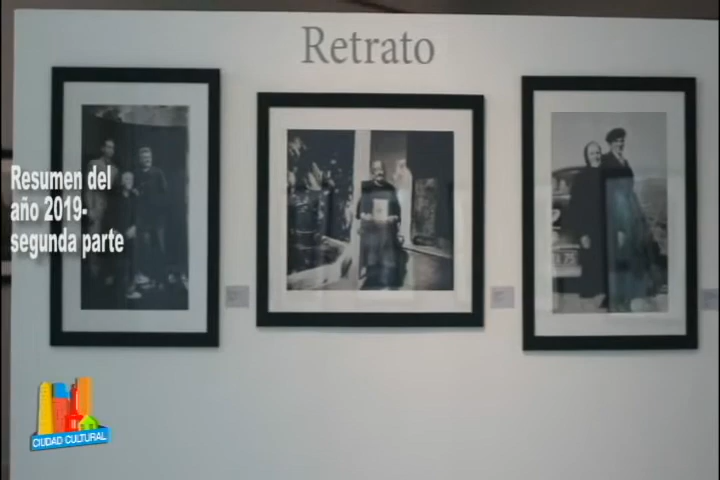 Retrato
Resumen del
año 2019-
segunda parte
CIUDAD CULTURAL